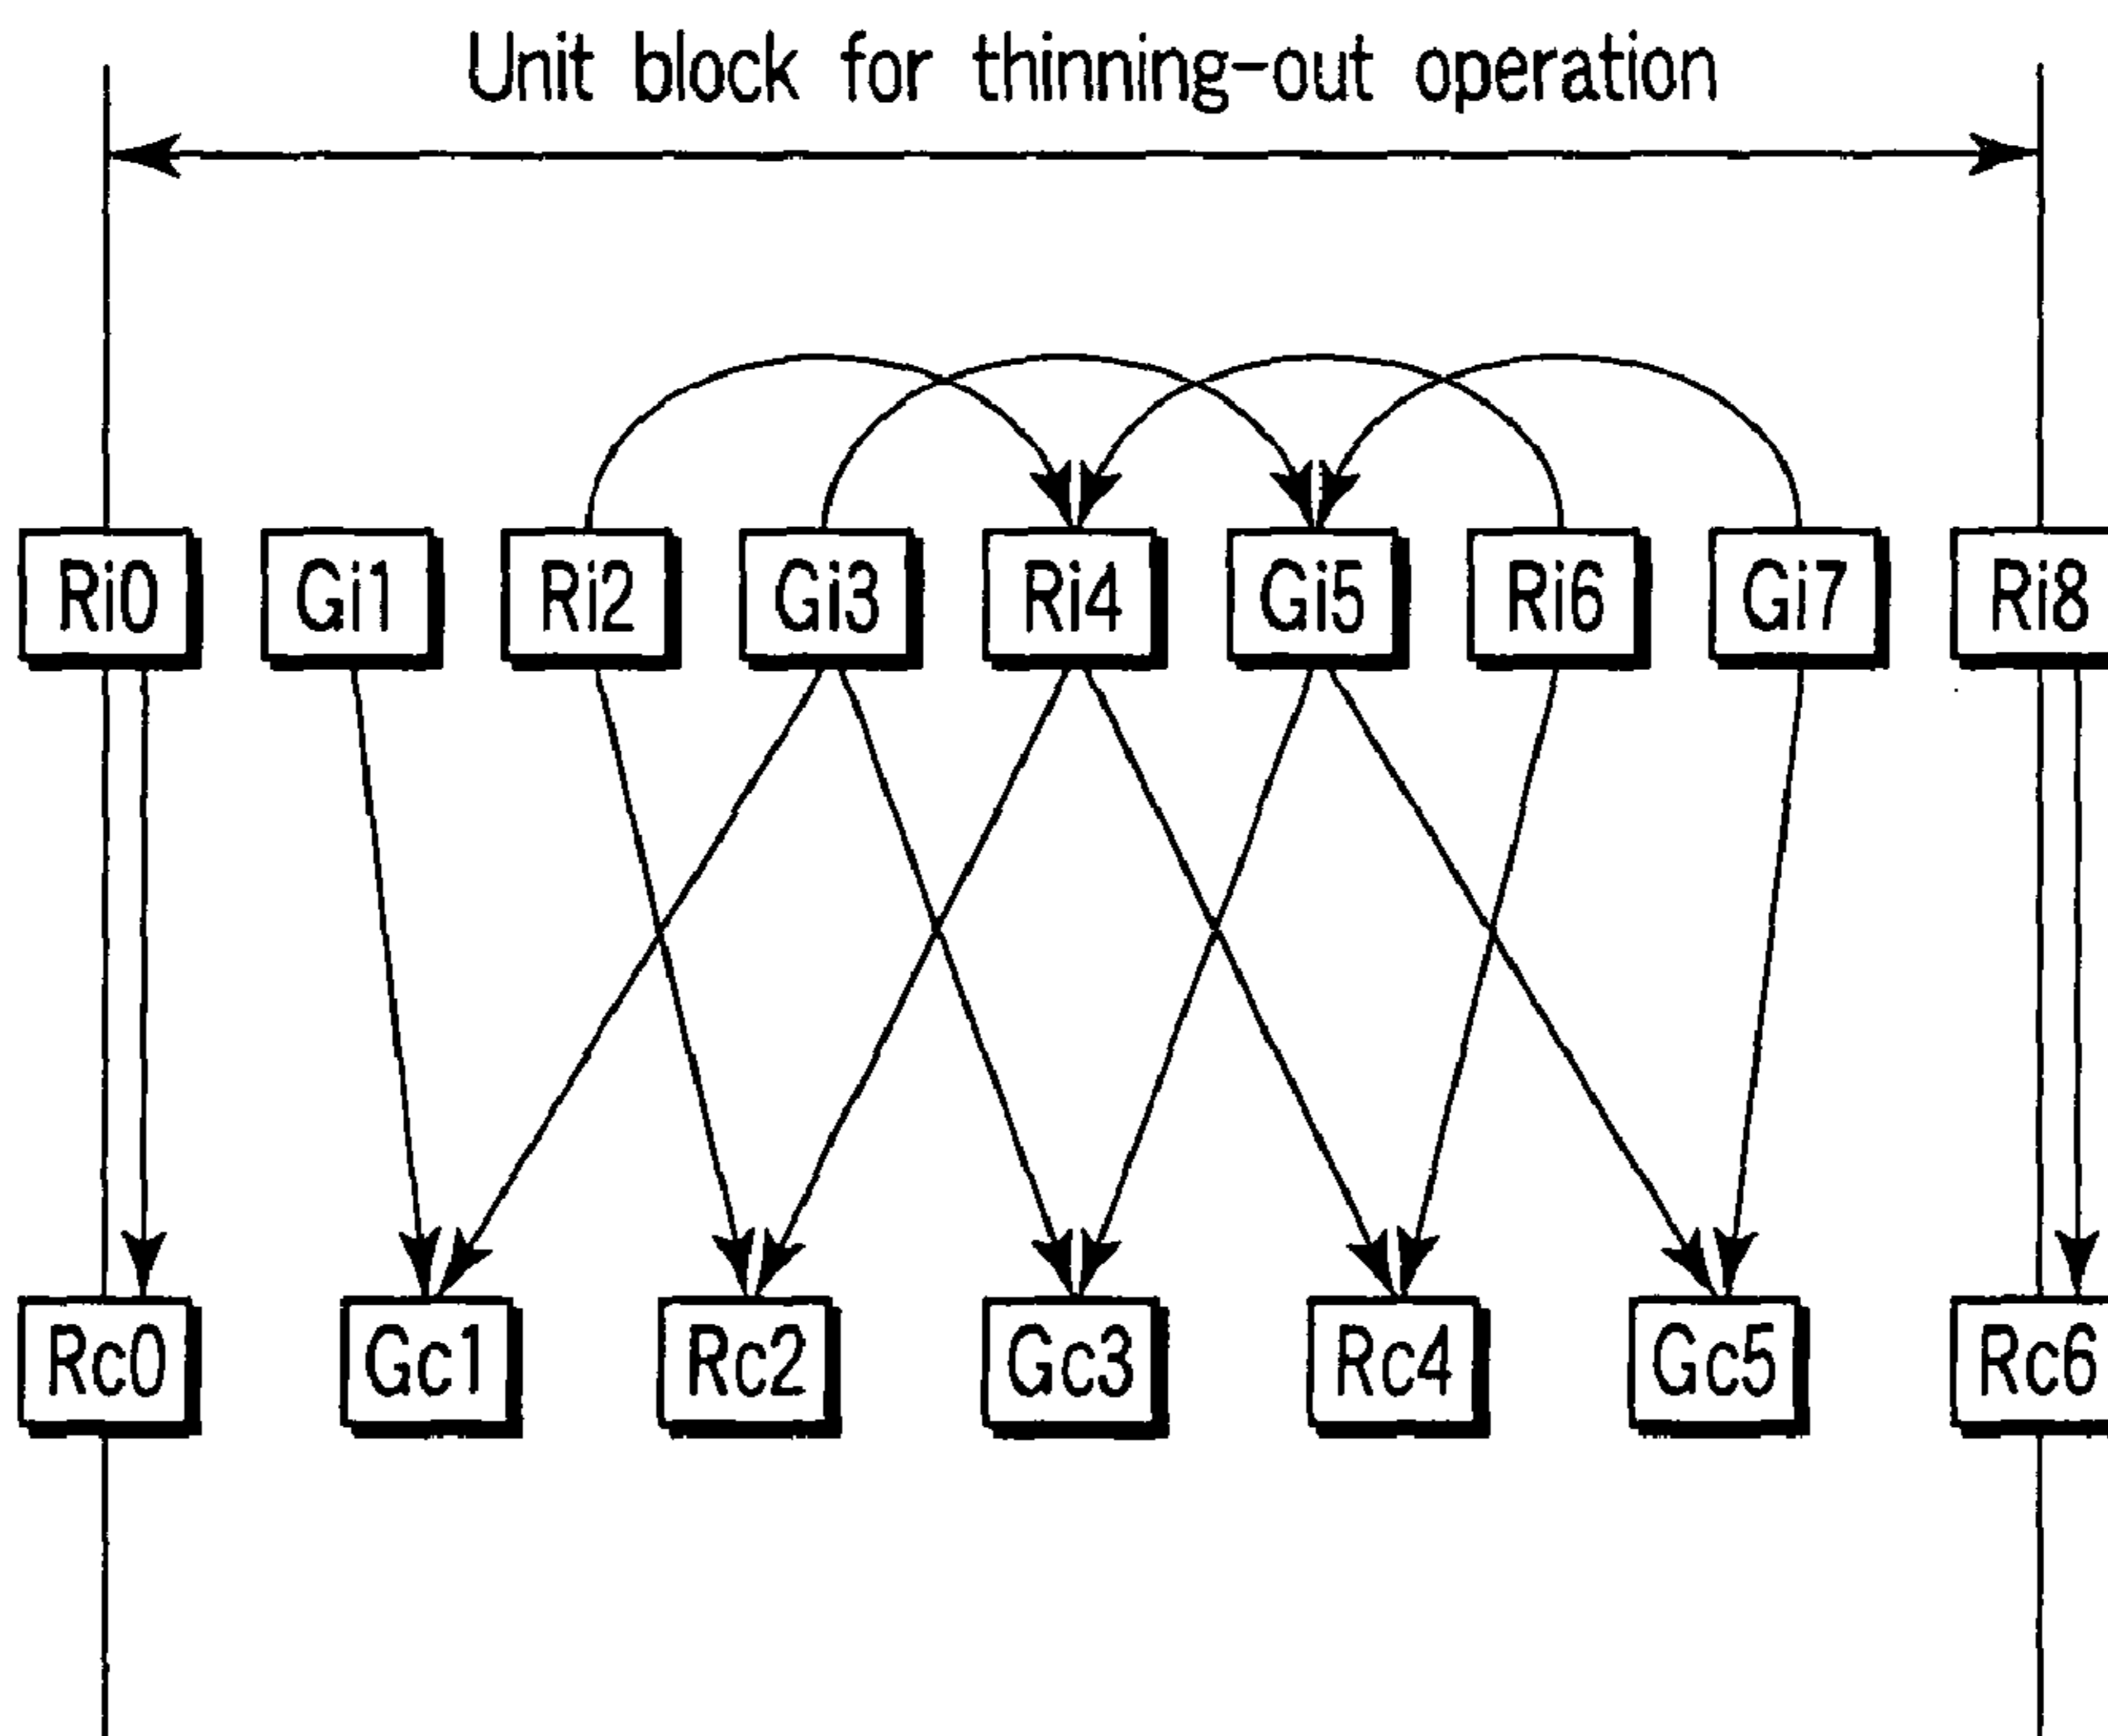 Unit block for thinning-out operation
Ri0 Gi1 Ri2 Gi3 Ri4 Gi5 Ri6 Gi7 Ri8
Rc0 Gc1 Rc2 Gc3 Rc4 Gc5 Rc6